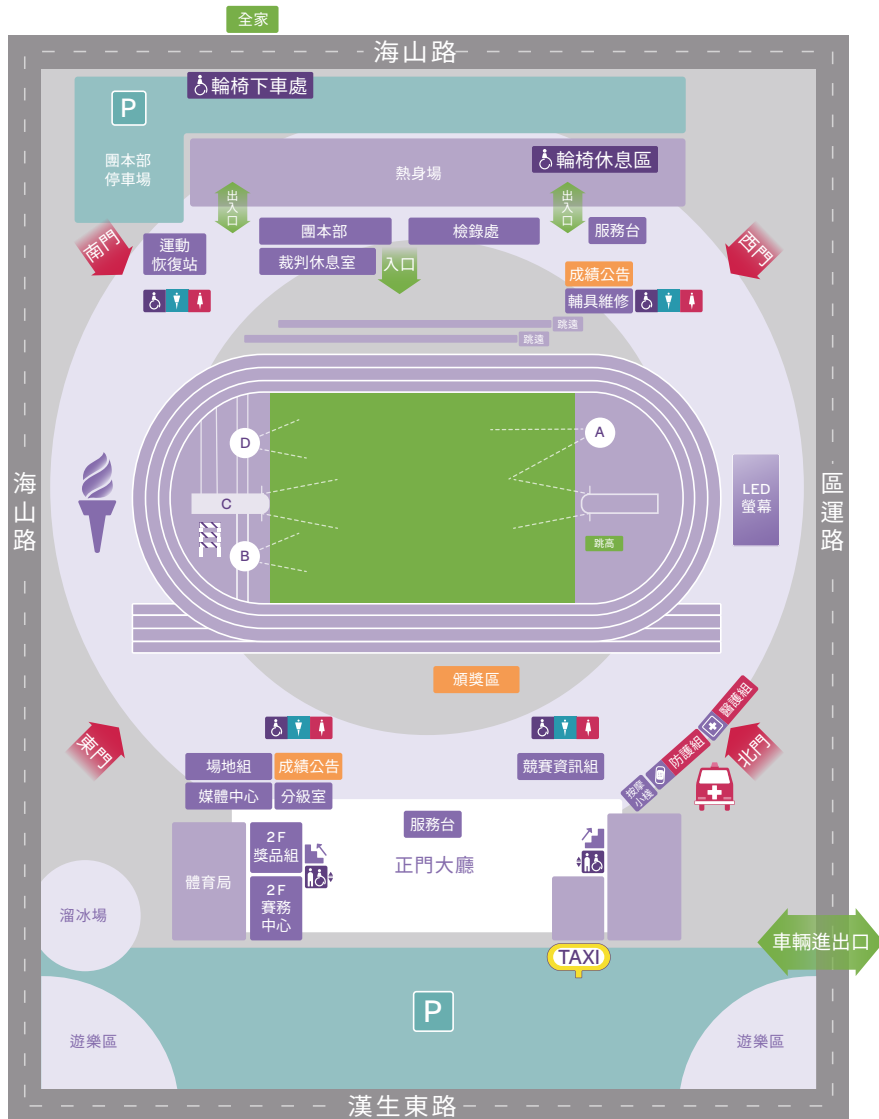 全家
海山路
輪椅下車處
P
團本部
停車場
熱身場
輪椅休息區
出入口
出入口
南門
運動
恢復站
團本部
檢錄處
服務台
西門
裁判休息室
入口
成績公告
輔具維修
跳遠
跳遠
海山路
區運路
D
A
C
B
LED
螢幕
跳高
頒獎區
東門
場地組
成績公告
媒體中心
分級室
競賽資訊組
醫護組
防護組
按摩
小棧
北門
服務台
正門大廳
體育局
2F
獎品組
2F
賽務
中心
溜冰場
車輛進出口
TAXI
P
遊樂區
遊樂區
漢生東路